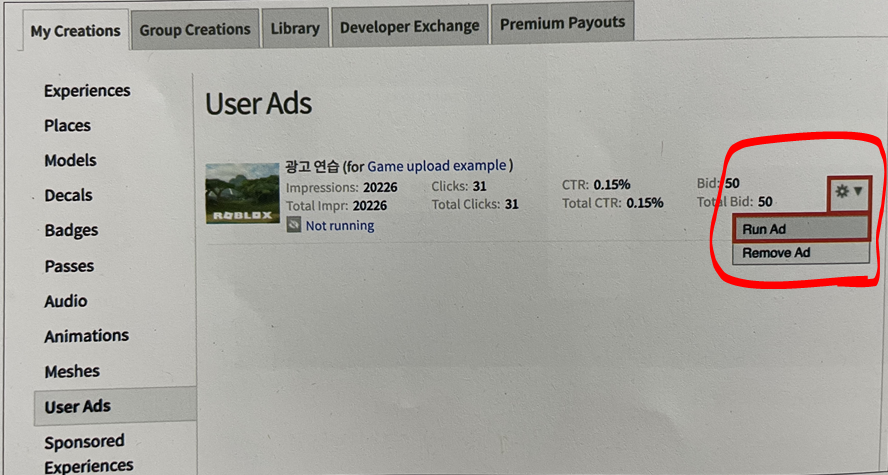 My Creations Group Creations Library Developer Exchange Premium Payouts
Experiences
Places
Models
Decals
Badges
Passes
Audio
Animations
Meshes
User Ads
Sponsored
Experiences
User Ads
광고 연습 (for Game upload example)
Impressions: 20226 Clicks: 31 CTR: 0.15% Bid: 50
Total Impr: 20226 Total Clicks: 31 Total CTR: 0.15% Total Bid: 50
ROBLOX
Not running
Run Ad
Remove Ad